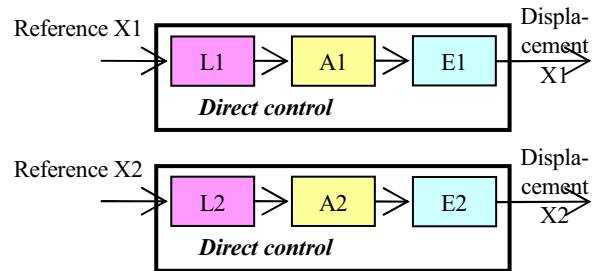 Reference X1
L1
A1
E1
Direct control
Displa-
cement
X1
Reference X2
L2
A2
E2
Direct control
Displa-
cement
X2